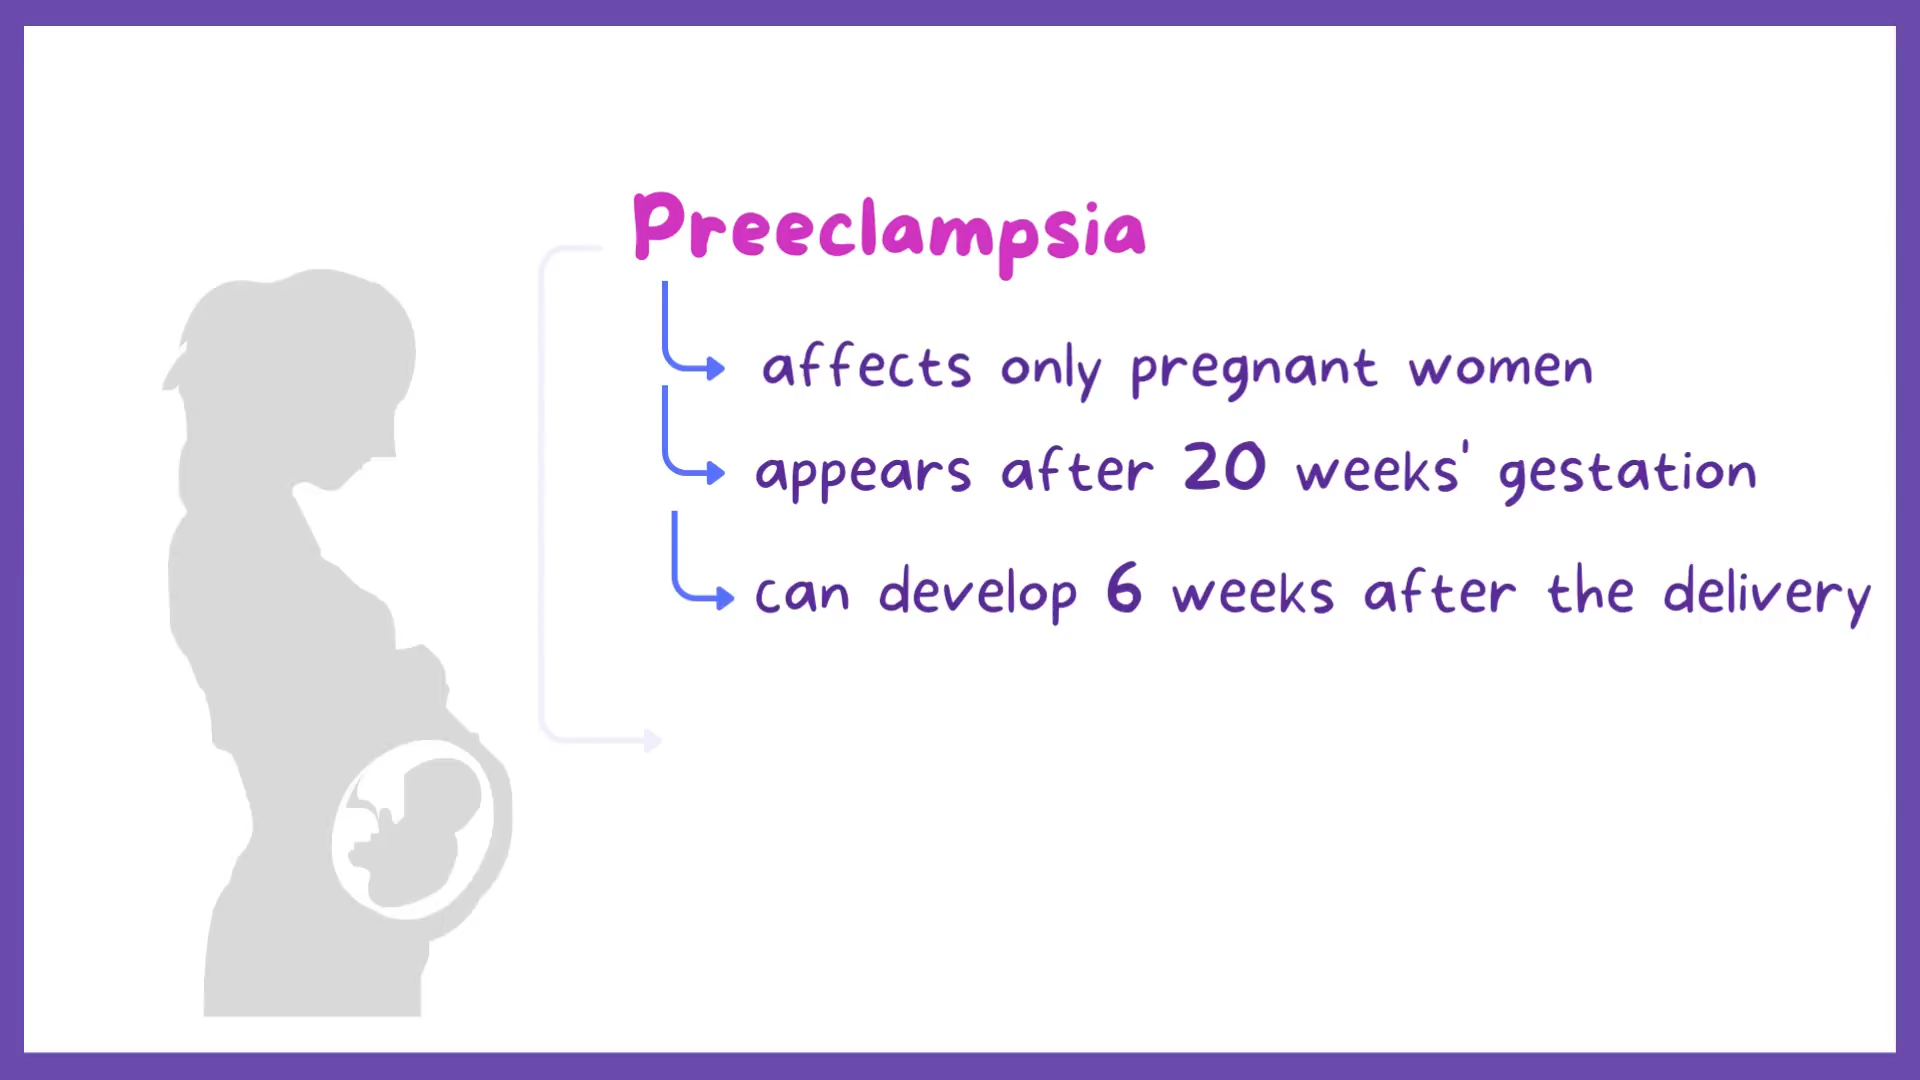 Preeclampsia
affects only pregnant women
appears after 20 weeks' gestation
can develop 6 weeks after the delivery